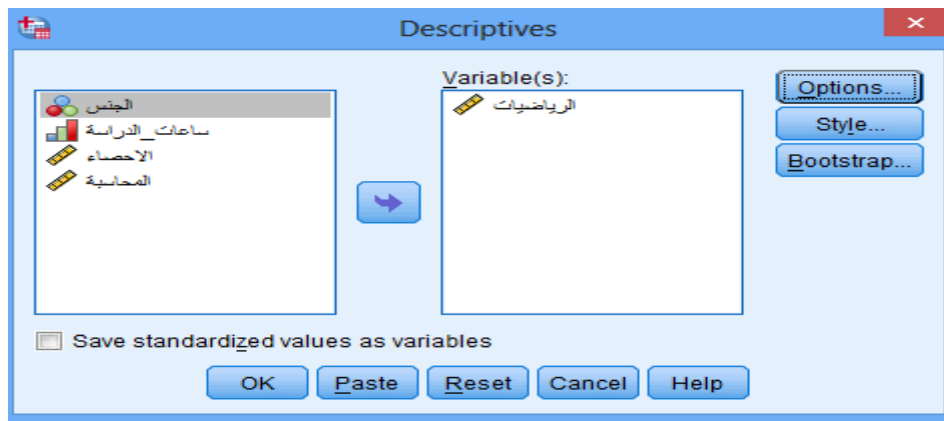 Descriptives
الجنس
ساعات_الدراسة
الاحصاء
المحاسبة
Variable(s):
الرياضيات
Options...
Style...
Bootstrap...
Save standardized values as variables
OK
Paste
Reset
Cancel
Help